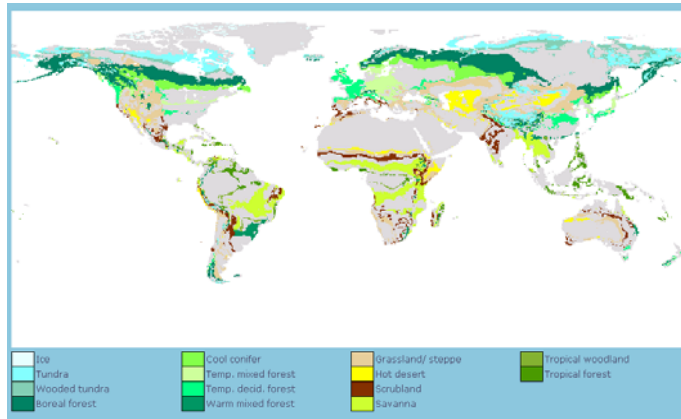 Ice
Tundra
Wooded tundra
Boreal forest
Cool conifer
Temp. mixed forest
Temp. decid. forest
Warm mixed forest
Grassland/ steppe
Hot desert
Scrubland
Savanna
Tropical woodland
Tropical forest